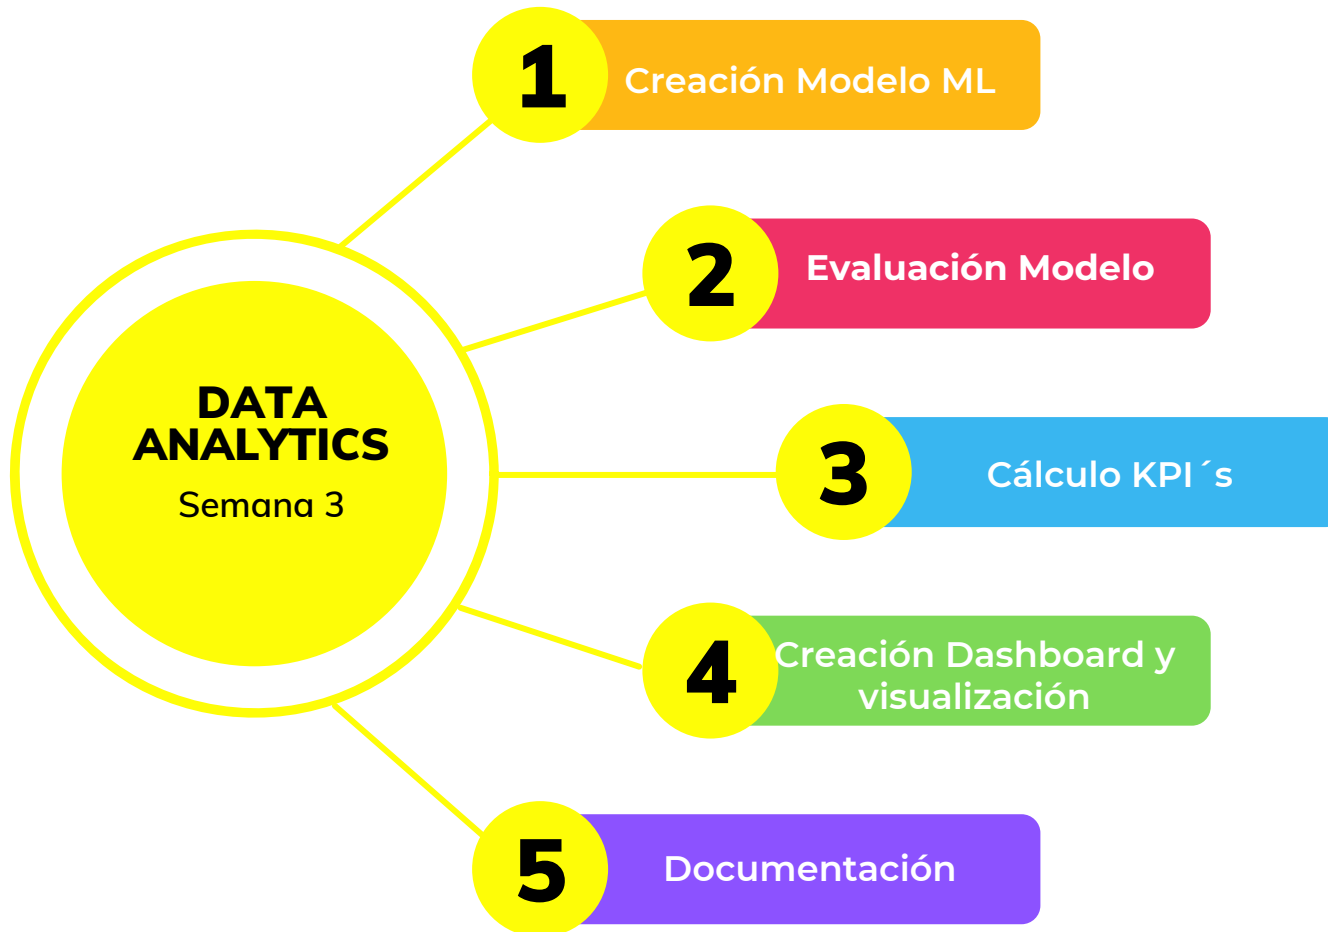 1
Creación Modelo ML
2
Evaluación Modelo
DATA
ANALYTICS
Semana 3
3
Cálculo KPI´s
4
Creación Dashboard y
visualización
5
Documentación